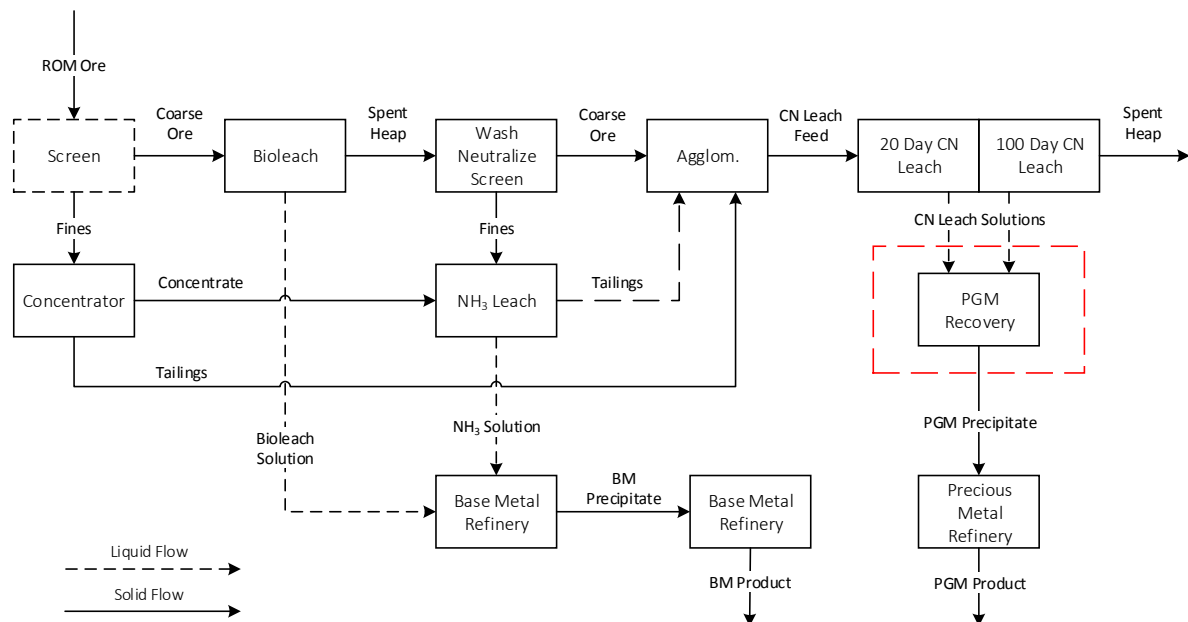 ROM Ore
Screen
Coarse
Ore
Bioleach
Spent
Heap
Wash
Neutralize
Screen
Coarse
Ore
Agglom.
CN Leach
Feed
20 Day CN
Leach
100 Day CN
Leach
Spent
Heap
Fines
Fines
CN Leach Solutions
Concentrator
Concentrate
NH₃ Leach
Tailings
PGM
Recovery
Tailings
Bioleach
Solution
NH₃ Solution
PGM Precipitate
Base Metal
Refinery
BM
Precipitate
Base Metal
Refinery
Precious
Metal
Refinery
Liquid Flow
Solid Flow
BM Product
PGM Product